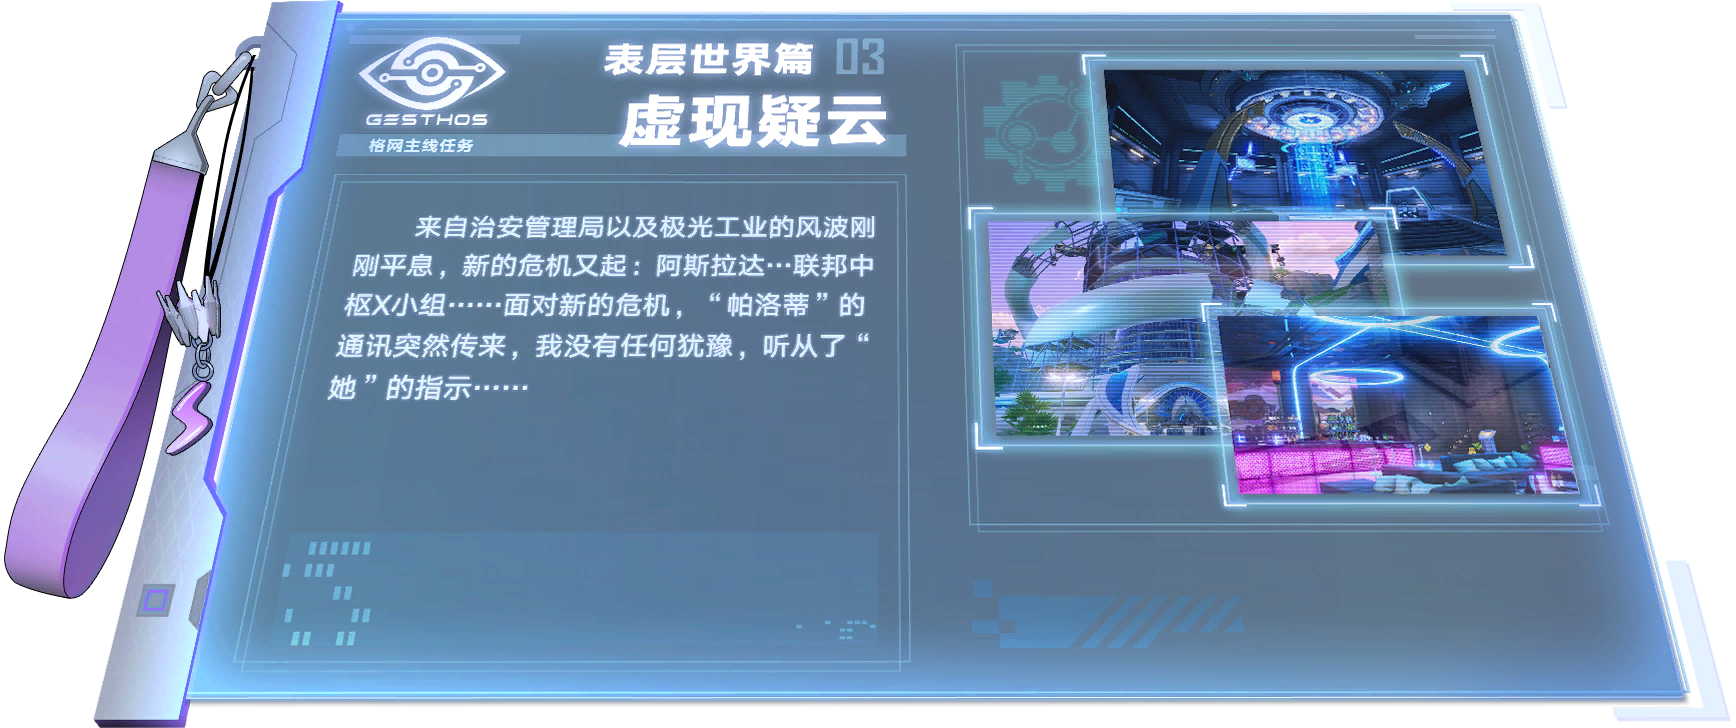 GESTHOS
格网主线任务
表层世界篇 03
虚现疑云
来自治安管理局以及极光工业的风波刚
刚平息，新的危机又起：阿斯拉达…联邦中
枢X小组……面对新的危机，“帕洛蒂”的
通讯突然传来，我没有任何犹豫，听从了“
她”的指示……